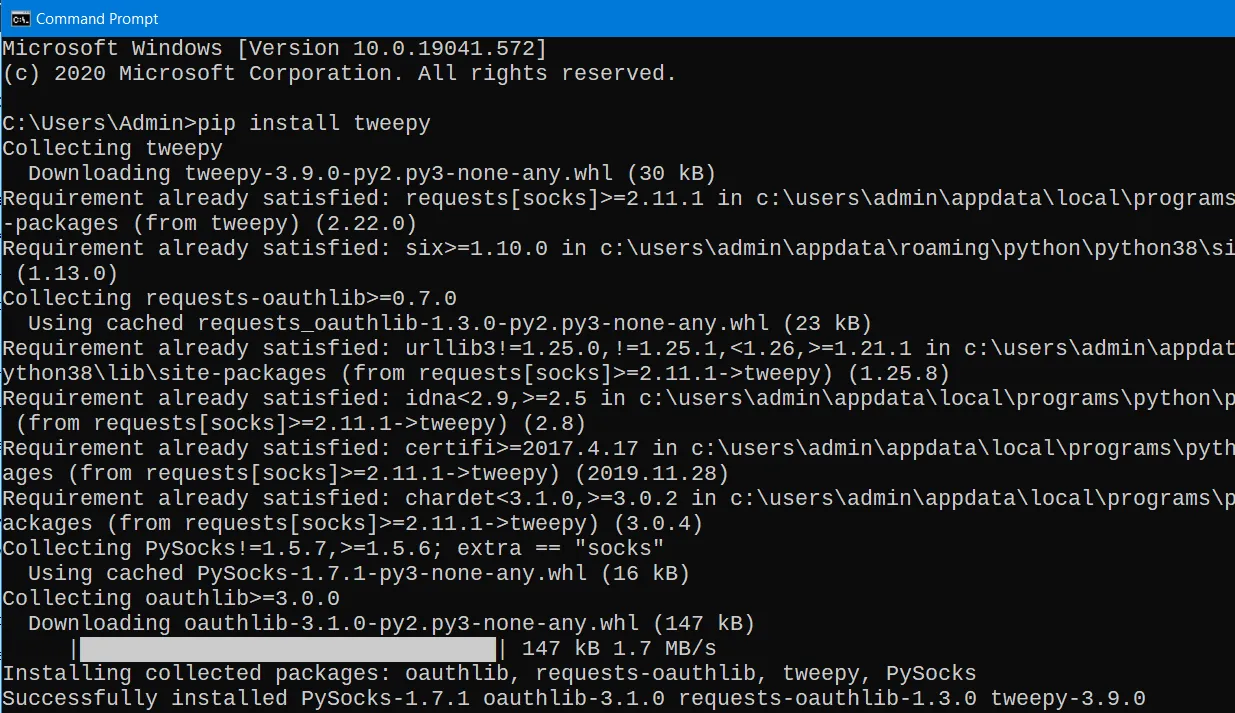 Command Prompt
Microsoft Windows [Version 10.0.19041.572]
(c) 2020 Microsoft Corporation. All rights reserved.
C:\Users\Admin>pip install tweepy
Collecting tweepy
Downloading tweepy-3.9.0-py2.py3-none-any.whl (30 kB)
Requirement already satisfied: requests[socks]>=2.11.1 in c:\users\admin\appdata\local\programs
-packages (from tweepy) (2.22.0)
Requirement already satisfied: six>=1.10.0 in c:\users\admin\appdata\roaming\python\python38\si
(1.13.0)
Collecting requests-oauthlib>=0.7.0
Using cached requests_oauthlib-1.3.0-py2.py3-none-any.whl (23 kB)
Requirement already satisfied: urllib3!=1.25.0,!=1.25.1,<1.26,>=1.21.1 in c:\users\admin\appdat
ython38\lib\site-packages (from requests[socks]>=2.11.1->tweepy) (1.25.8)
Requirement already satisfied: idna<2.9,>=2.5 in c:\users\admin\appdata\local\programs\python\p
(from requests[socks]>=2.11.1->tweepy) (2.8)
Requirement already satisfied: certifi>=2017.4.17 in c:\users\admin\appdata\local\programs\pyth
ages (from requests[socks]>=2.11.1->tweepy) (2019.11.28)
Requirement already satisfied: chardet<3.1.0,>=3.0.2 in c:\users\admin\appdata\local\programs\p
ackages (from requests[socks]>=2.11.1->tweepy) (3.0.4)
Collecting PySocks!=1.5.7,>=1.5.6; extra == "socks"
Using cached PySocks-1.7.1-py3-none-any.whl (16 kB)
Collecting oauthlib>=3.0.0
Downloading oauthlib-3.1.0-py2.py3-none-any.whl (147 kB)
| | 147 kB 1.7 MB/s
Installing collected packages: oauthlib, requests-oauthlib, tweepy, PySocks
Successfully installed PySocks-1.7.1 oauthlib-3.1.0 requests-oauthlib-1.3.0 tweepy-3.9.0